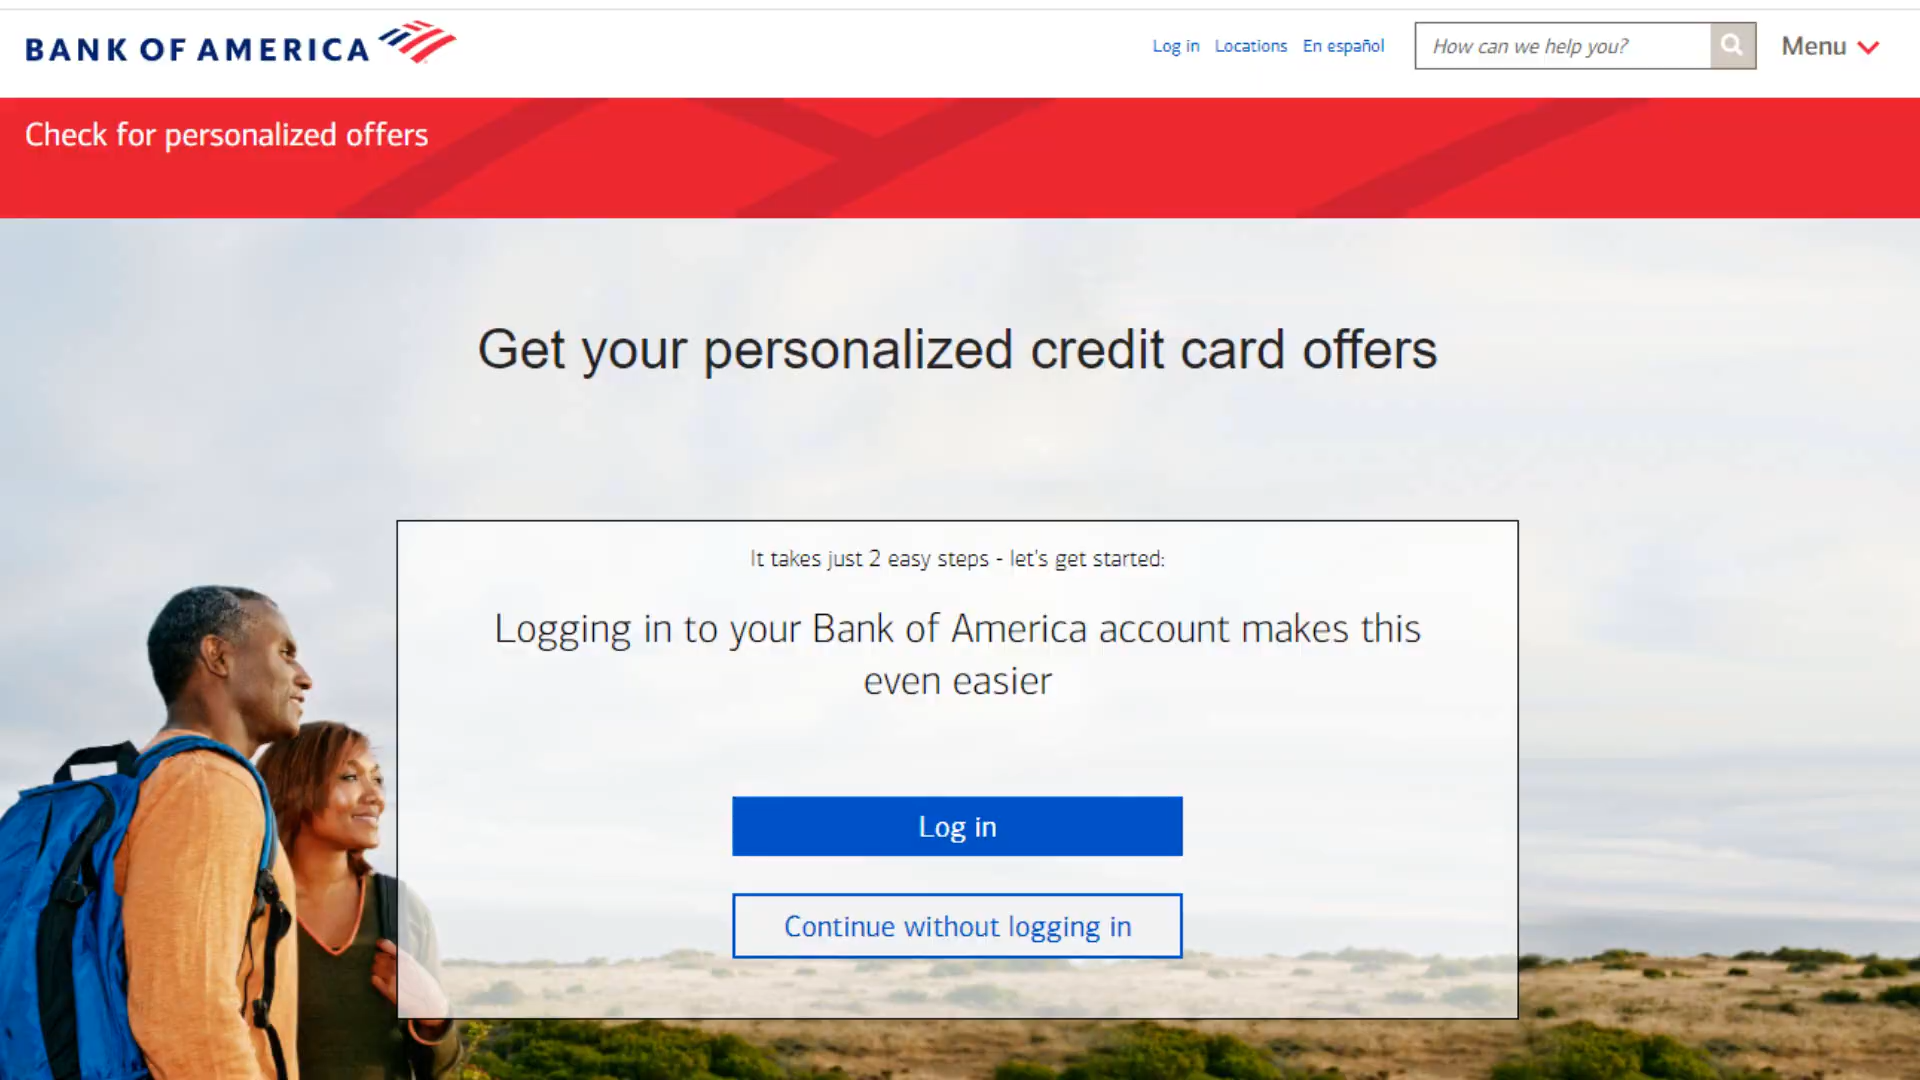 BANK OF AMERICA
Log in Locations En español
How can we help you?
Menu
Check for personalized offers
Get your personalized credit card offers
It takes just 2 easy steps - let's get started:
Logging in to your Bank of America account makes this
even easier
Log in
Continue without logging in